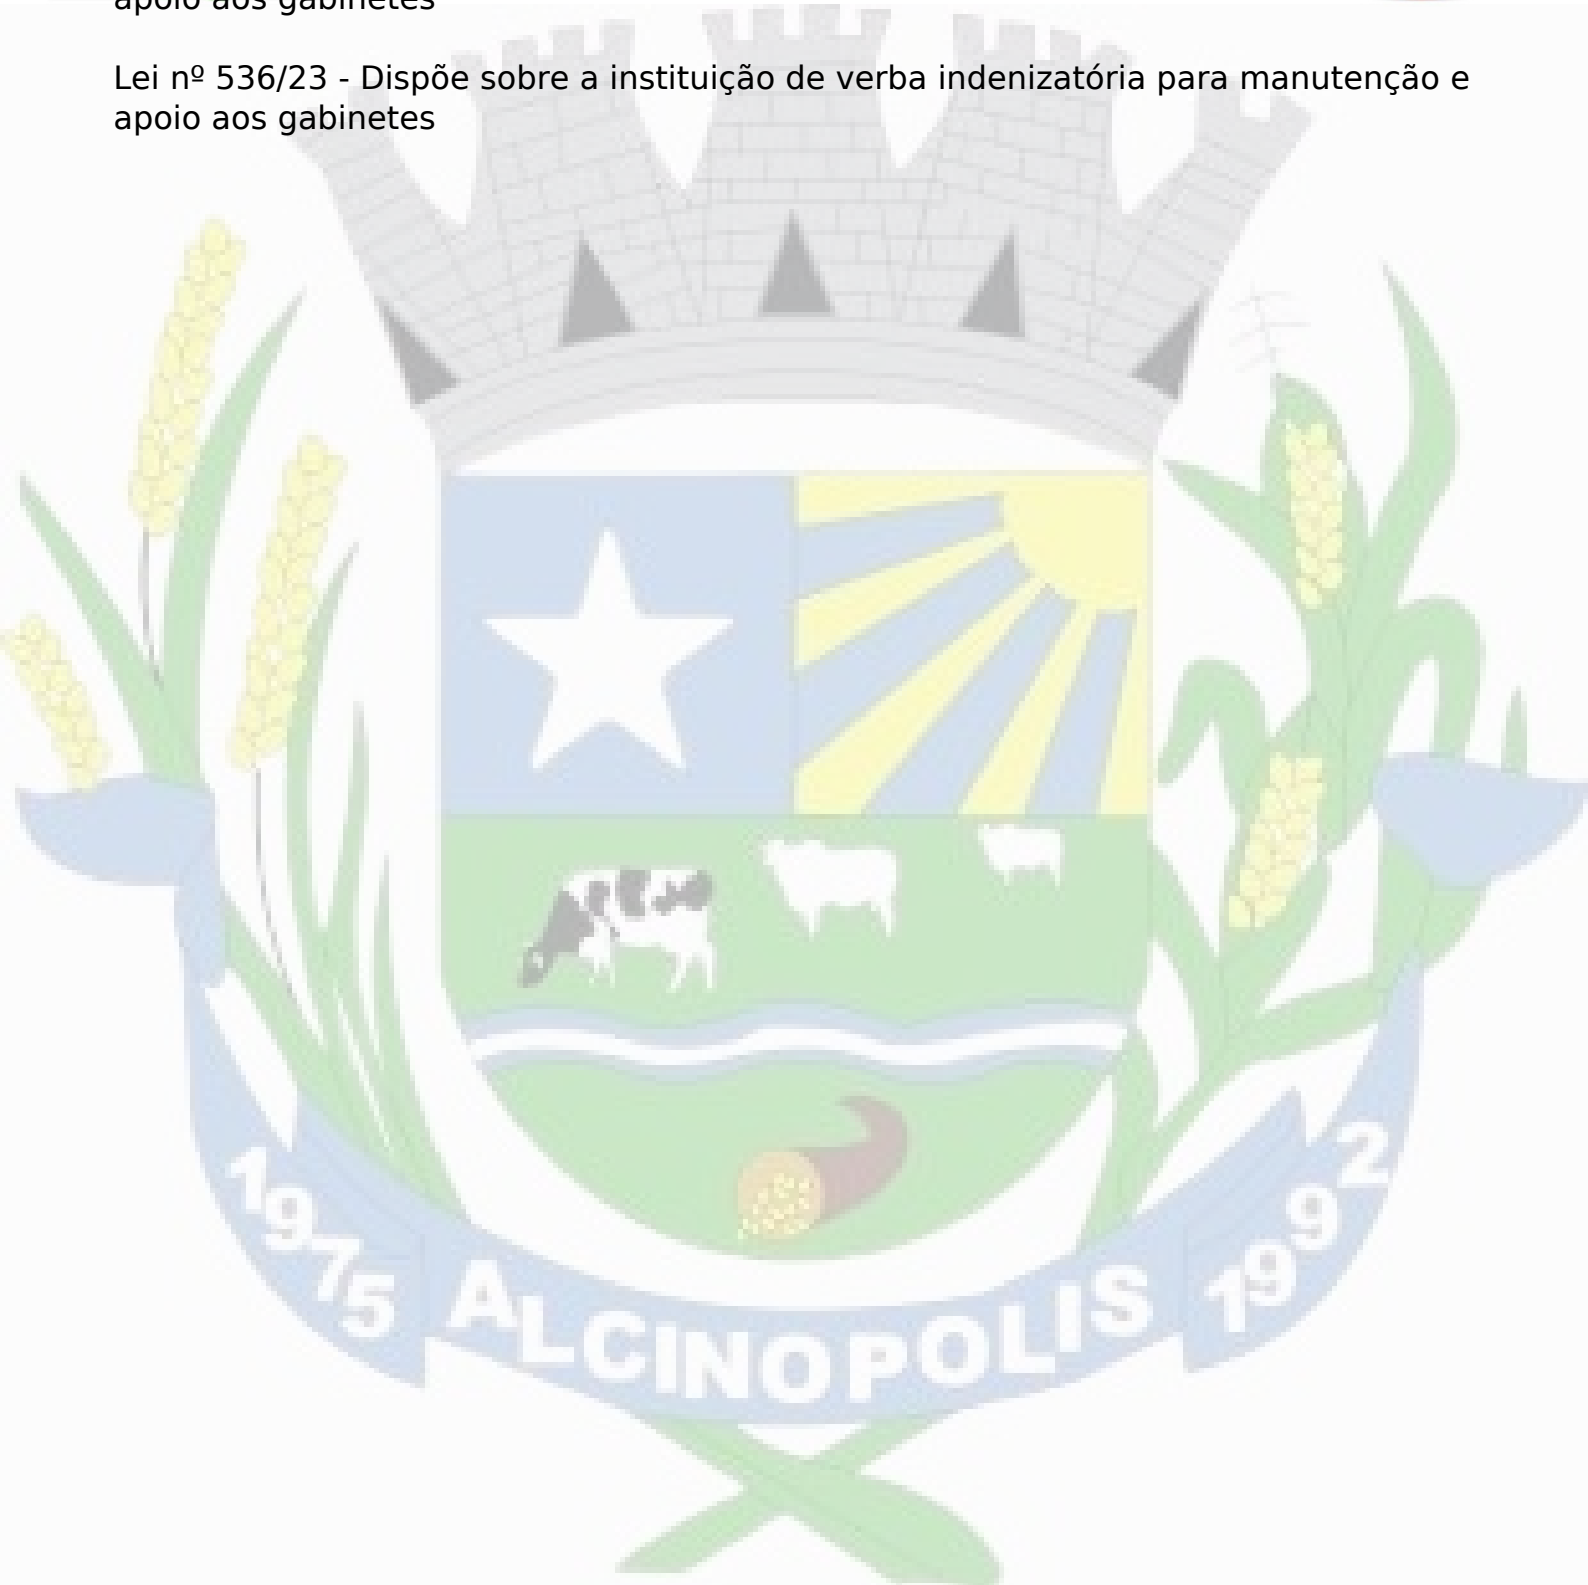 apoio aos gabinetes
Lei nº 536/23 - Dispõe sobre a instituição de verba indenizatória para manutenção e
apoio aos gabinetes
1975 ALCINOPOLIS 1992